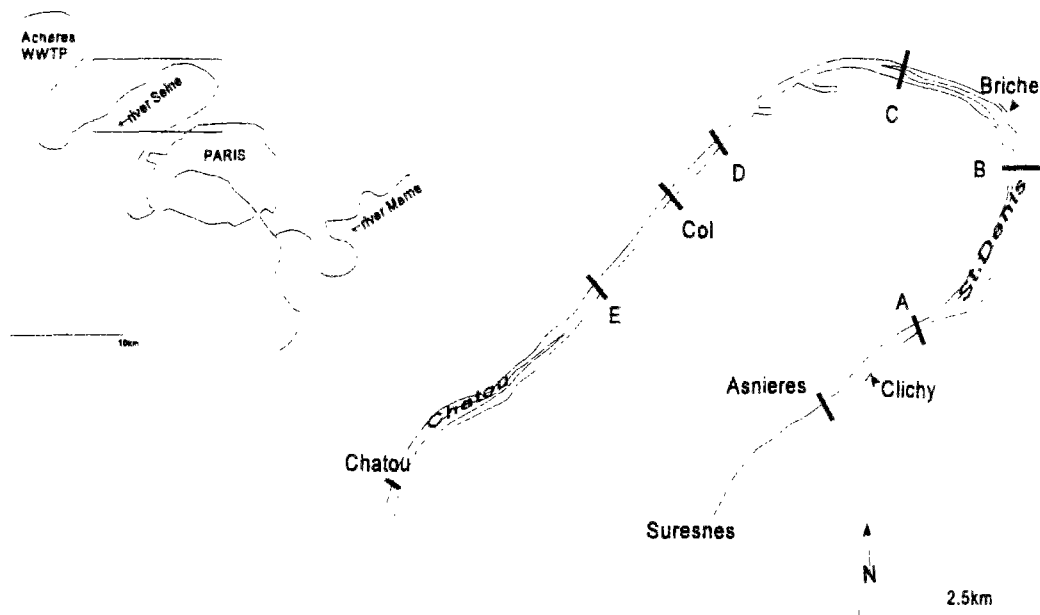 Acheres
WWTP
river Seine
PARIS
river Marne
10km
Briche
C
B
D
St.Denis
Col
A
E
Asnieres
Clichy
Chatou
Chatou
Suresnes
N
2.5km